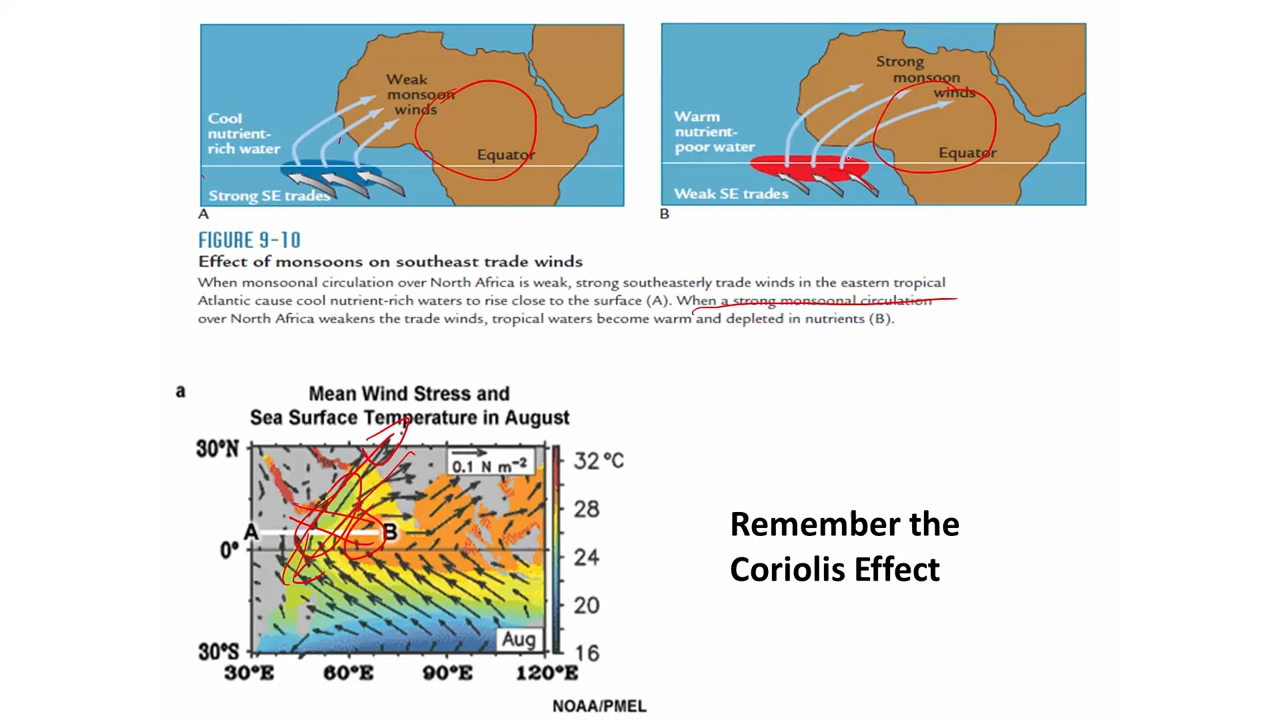 Weak
monsoon
winds
Cool
nutrient-
rich water
Equator
Strong SE trades
A
Strong
monsoon
winds
Warm
nutrient-
poor water
Equator
Weak SE trades
B
FIGURE 9-10
Effect of monsoons on southeast trade winds
When monsoonal circulation over North Africa is weak, strong southeasterly trade winds in the eastern tropical
Atlantic cause cool nutrient-rich waters to rise close to the surface (A). When a strong monsoonal circulation
over North Africa weakens the trade winds, tropical waters become warm and depleted in nutrients (B).
a
Mean Wind Stress and
Sea Surface Temperature in August
30°N
0.1 N m⁻²
32 °C
28
A
B
0°
24
20
Aug
30°S
16
30°E 60°E 90°E 120°E
NOAA/PMEL
Remember the
Coriolis Effect